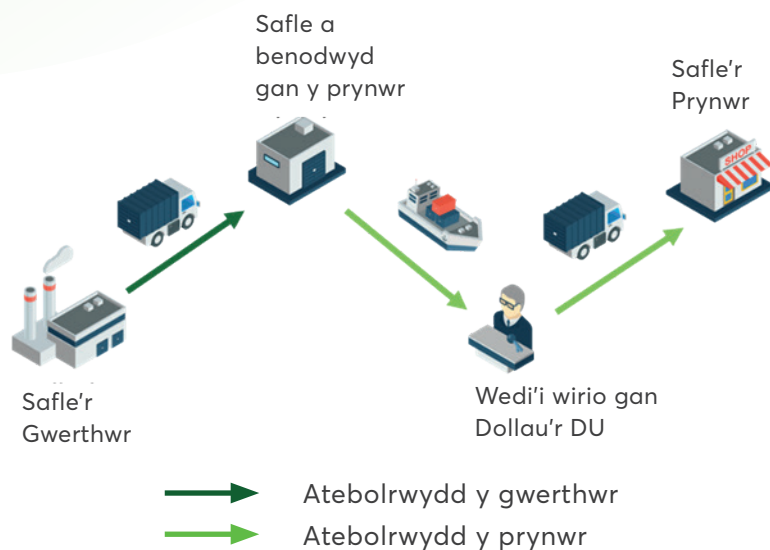 Safle a
benodwyd
gan y prynwr
Safle'r
Prynwr
SHOP
Safle'r
Gwerthwr
Wedi'i wirio gan
Dollau'r DU
Atebolrwydd y gwerthwr
Atebolrwydd y prynwr